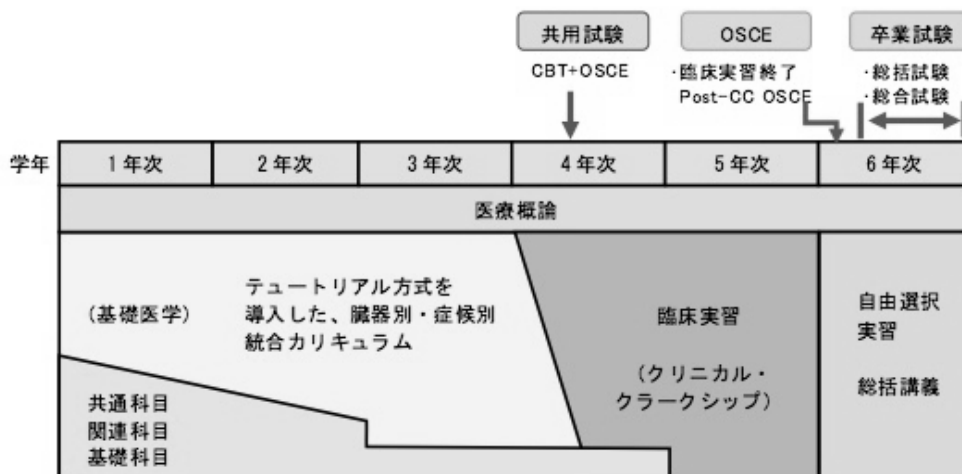 共用試験
OSCE
卒業試験
CBT+OSCE
・臨床実習終了
Post-CC OSCE
・総括試験
・総合試験
学年
1年次
2年次
3年次
4年次
5年次
6年次
医療概論
(基礎医学)
テュートリアル方式を
導入した、臓器別・症候別
統合カリキュラム
臨床実習
(クリニカル・
クラークシップ)
自由選択
実習
総括講義
共通科目
関連科目
基礎科目